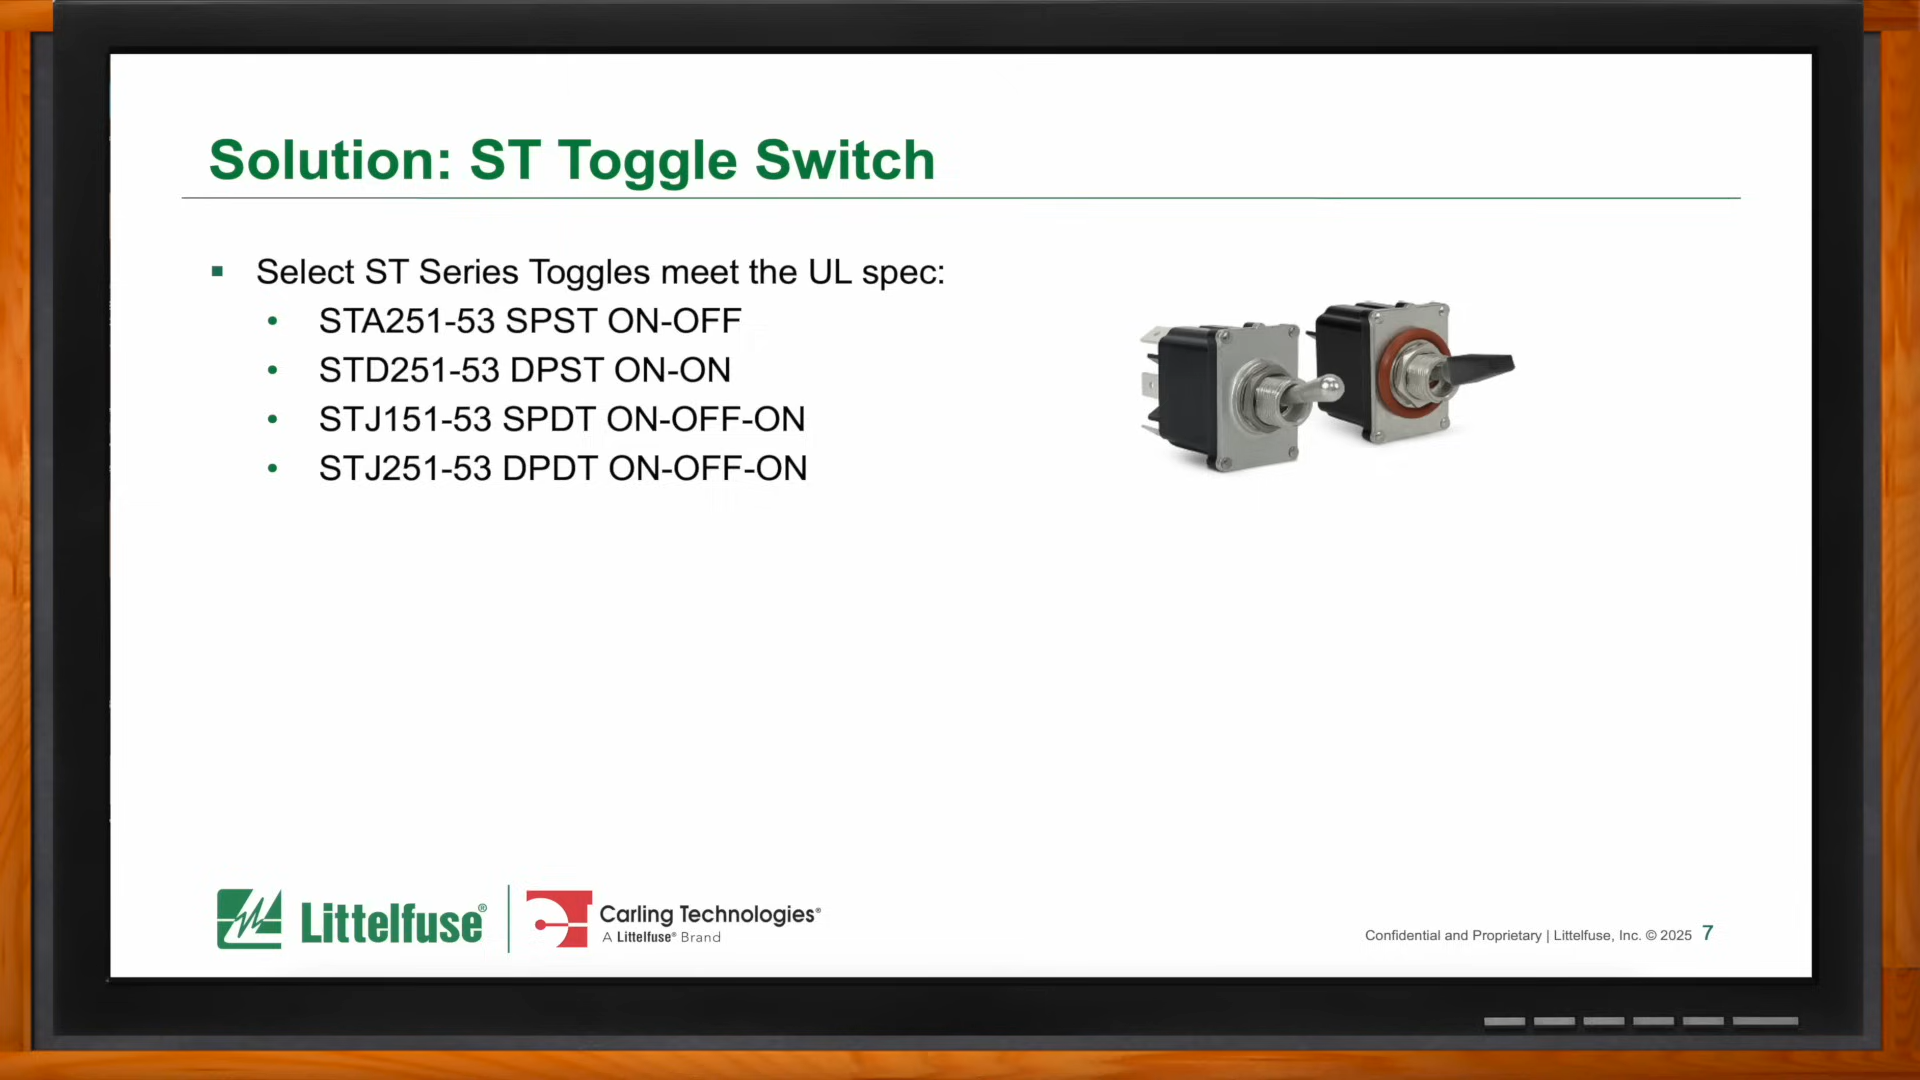 Solution: ST Toggle Switch
Select ST Series Toggles meet the UL spec:
STA251-53 SPST ON-OFF
STD251-53 DPST ON-ON
STJ151-53 SPDT ON-OFF-ON
STJ251-53 DPDT ON-OFF-ON
Littelfuse®
Carling Technologies®
A Littelfuse® Brand
Confidential and Proprietary | Littelfuse, Inc. © 2025 7